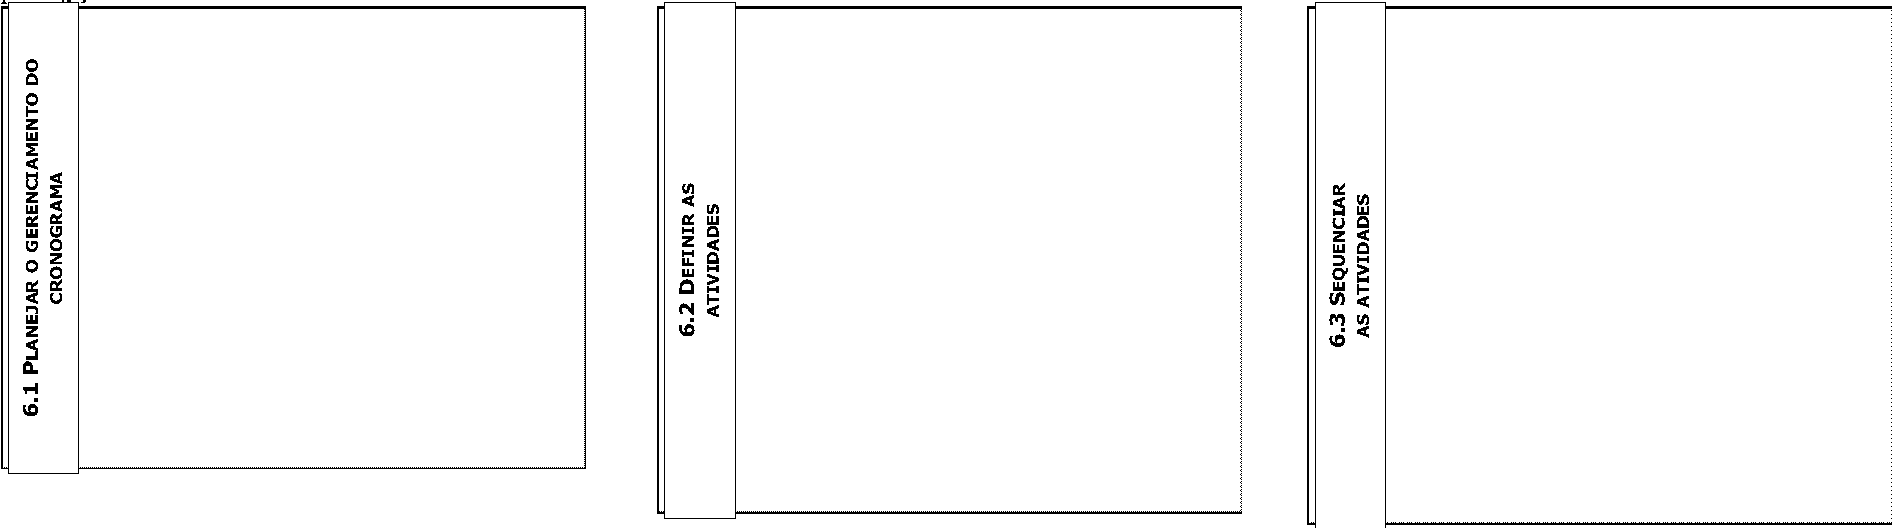 6.1 PLANEJAR O GERENCIAMENTO DO
CRONOGRAMA
6.2 DEFINIR AS
ATIVIDADES
6.3 SEQUENCIAR
AS ATIVIDADES